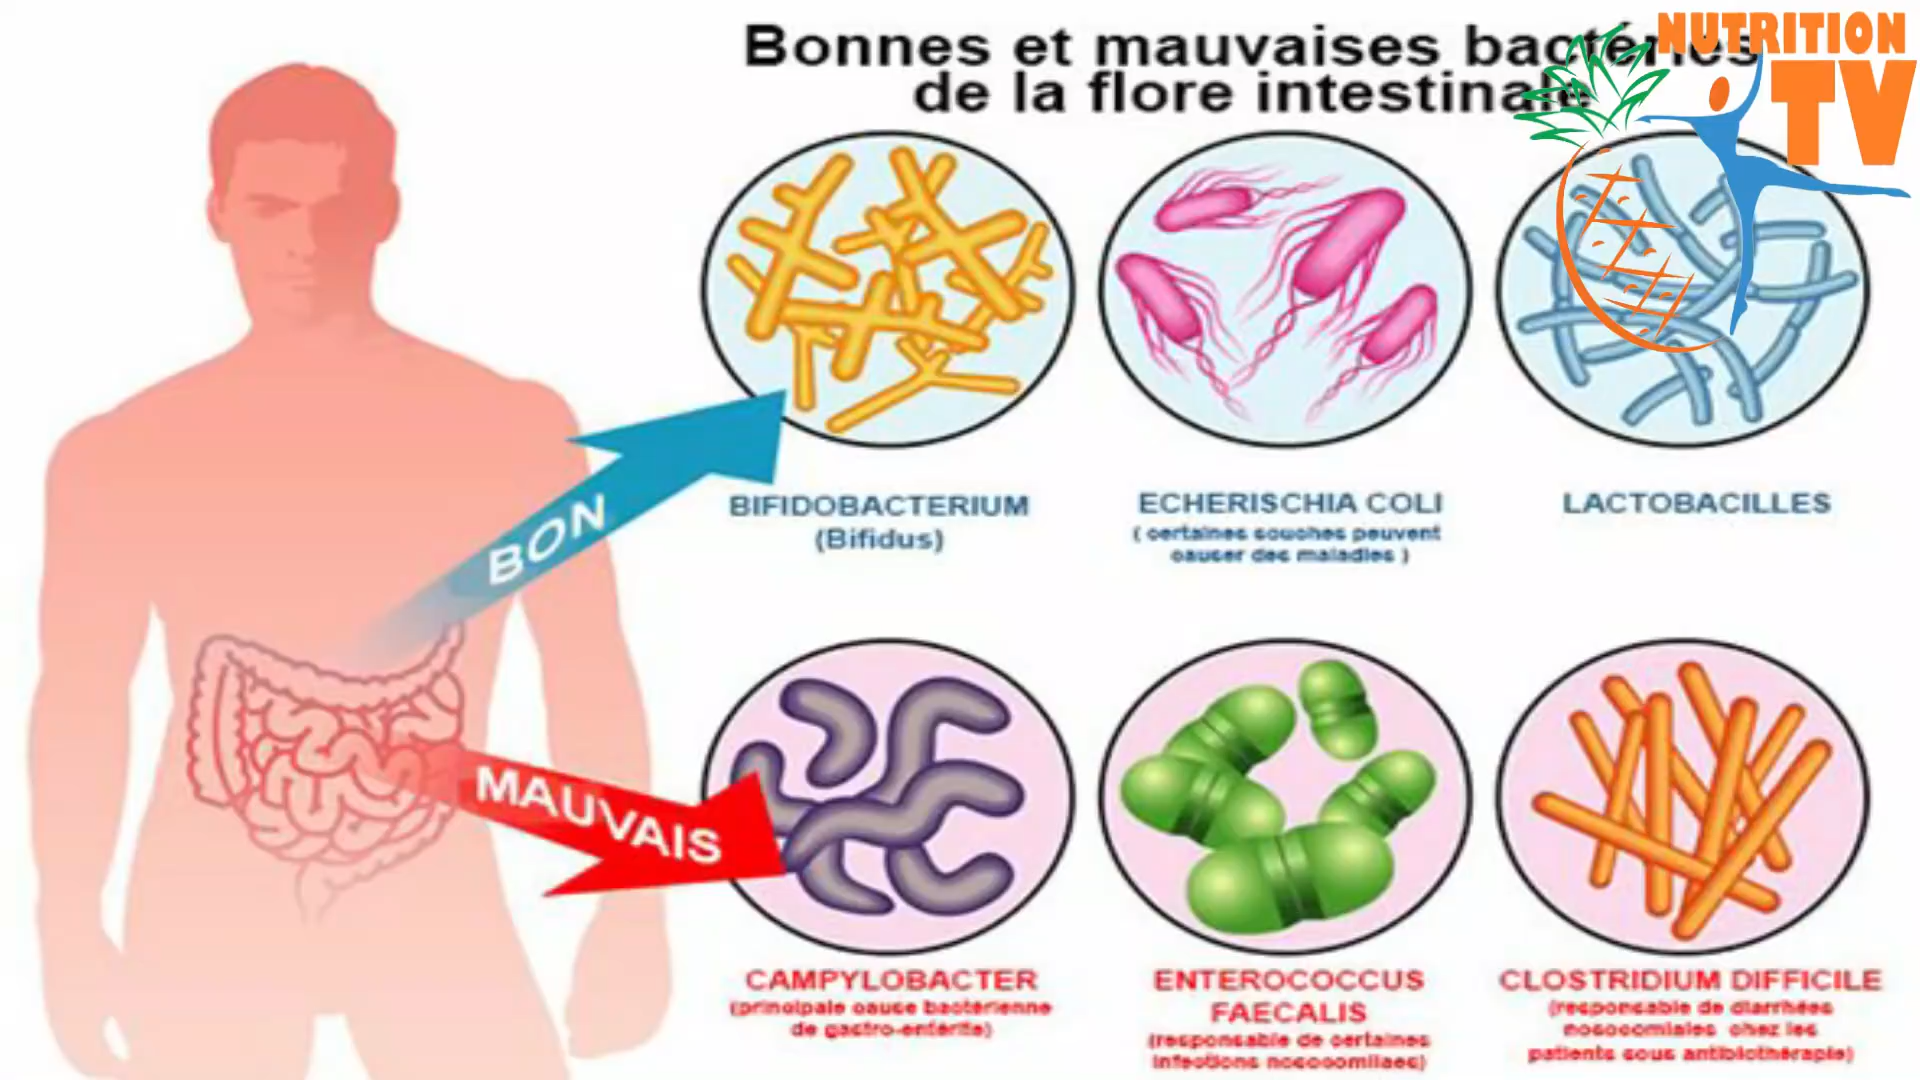 Bonnes et mauvaises bactéries
de la flore intestinale
NUTRITION
TV
BON
BIFIDOBACTERIUM
(Bifidus)
ECHERISCHIA COLI
( certaines souches peuvent
causer des maladies )
LACTOBACILLES
MAUVAIS
CAMPYLOBACTER
(principale cause bactérienne
de gastro-entérite)
ENTEROCOCCUS
FAECALIS
(responsable de certaines
infections nosocomilaes)
CLOSTRIDIUM DIFFICILE
(responsable de diarrhées
nosocomiales chez les
patients sous antibiothérapie)